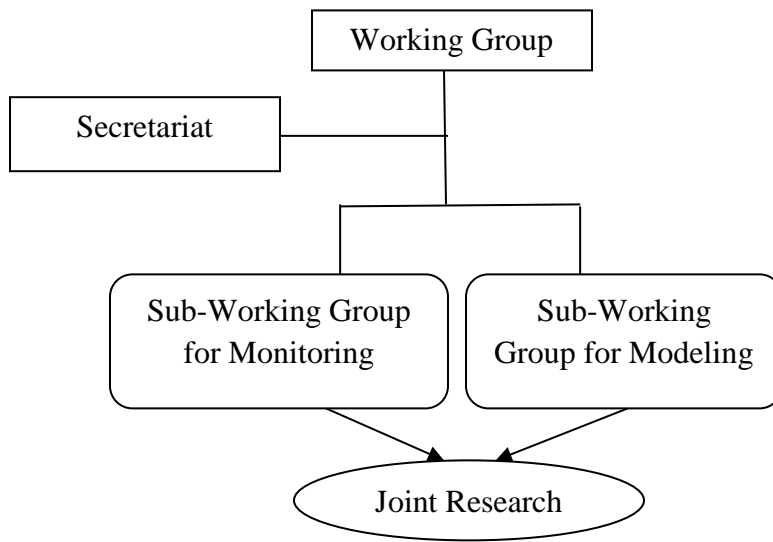 Working Group
Secretariat
Sub-Working Group
for Monitoring
Sub-Working
Group for Modeling
Joint Research